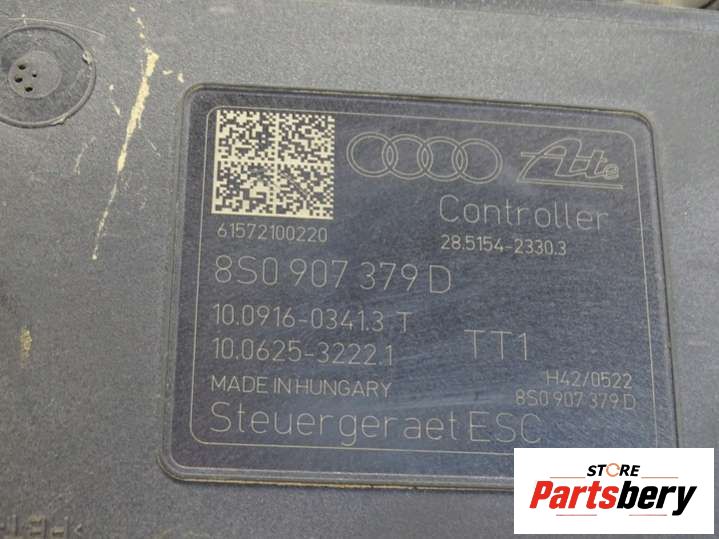 Ate
Controller
28.5154-2330.3
61572100220
8S0 907 379 D
10.0916-0341.3 T
10.0625-3222.1
TT1
H42/0522
8S0 907 379 D
MADE IN HUNGARY
Steuergeraet ESC
STORE
Partsbery